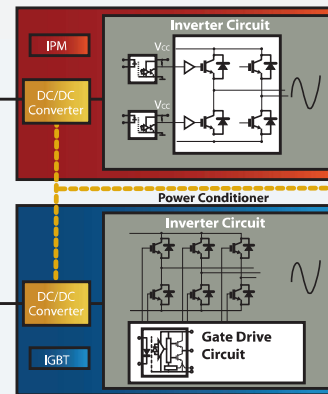 Inverter Circuit
IPM
VCC
DC/DC
Converter
VCC
Power Conditioner
Inverter Circuit
DC/DC
Converter
Gate Drive
Circuit
IGBT